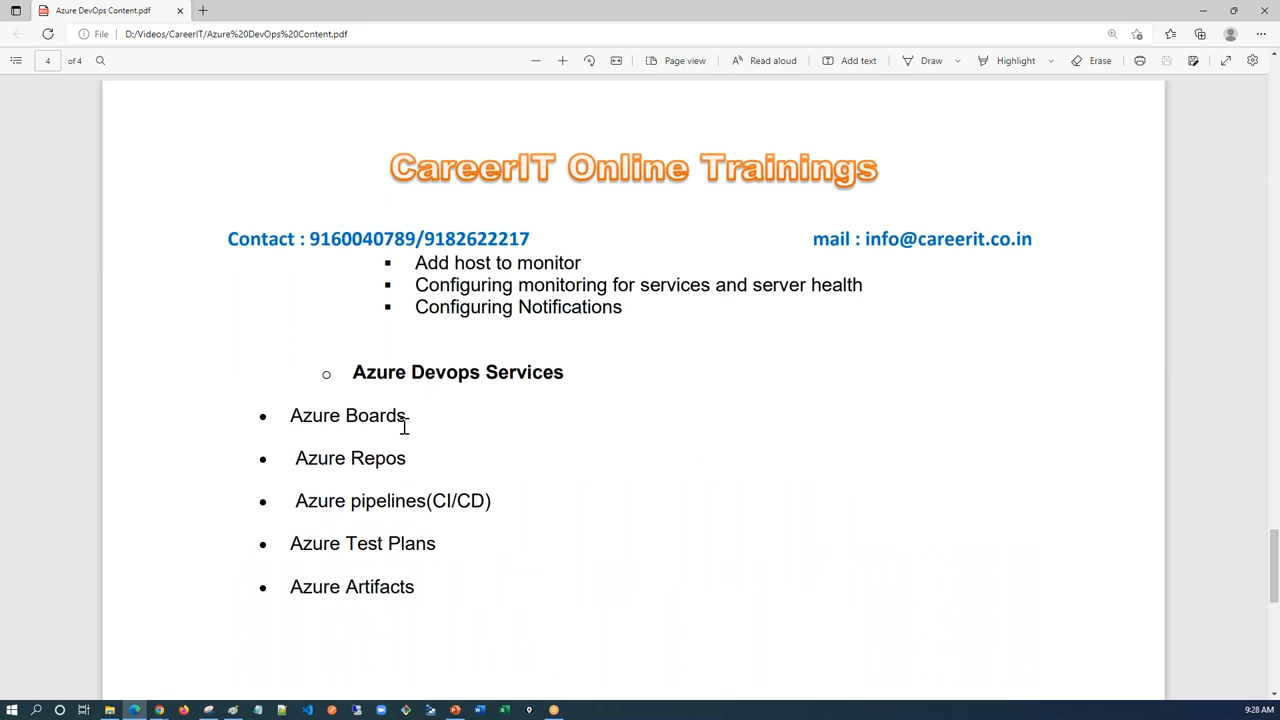 Azure DevOps Content.pdf
File D:/Videos/CareerIT/Azure%20DevOps%20Content.pdf
4 of 4 Page view Read aloud Add text Draw Highlight Erase
CareerIT Online Trainings
Contact : 9160040789/9182622217 mail : info@careerit.co.in
▪ Add host to monitor
▪ Configuring monitoring for services and server health
▪ Configuring Notifications
o Azure Devops Services
• Azure Boards
• Azure Repos
• Azure pipelines(CI/CD)
• Azure Test Plans
• Azure Artifacts
9:28 AM